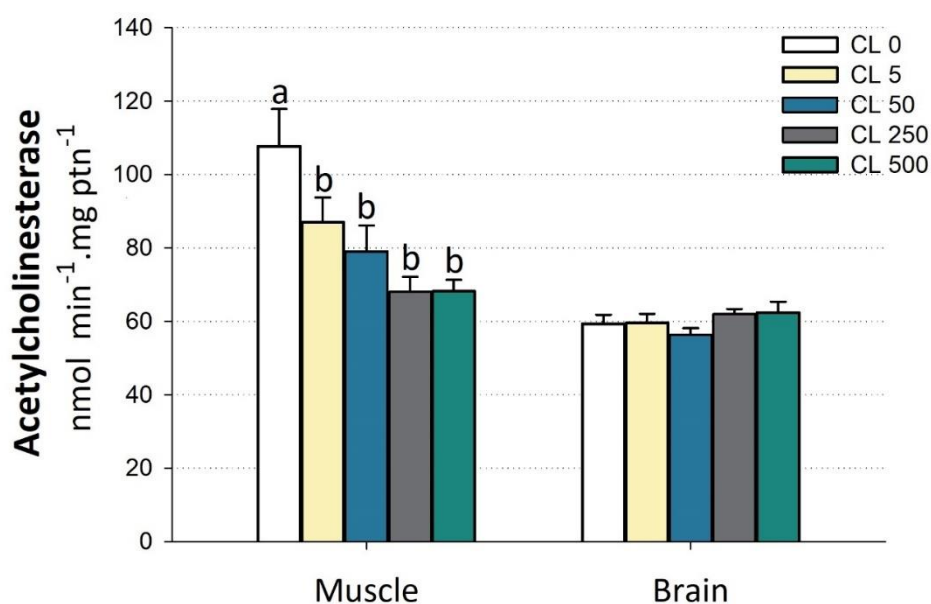 Acetylcholinesterase
nmol min⁻¹.mg ptn⁻¹
140
120
100
80
60
40
20
0
a
b
b
b
b
CL 0
CL 5
CL 50
CL 250
CL 500
Muscle
Brain